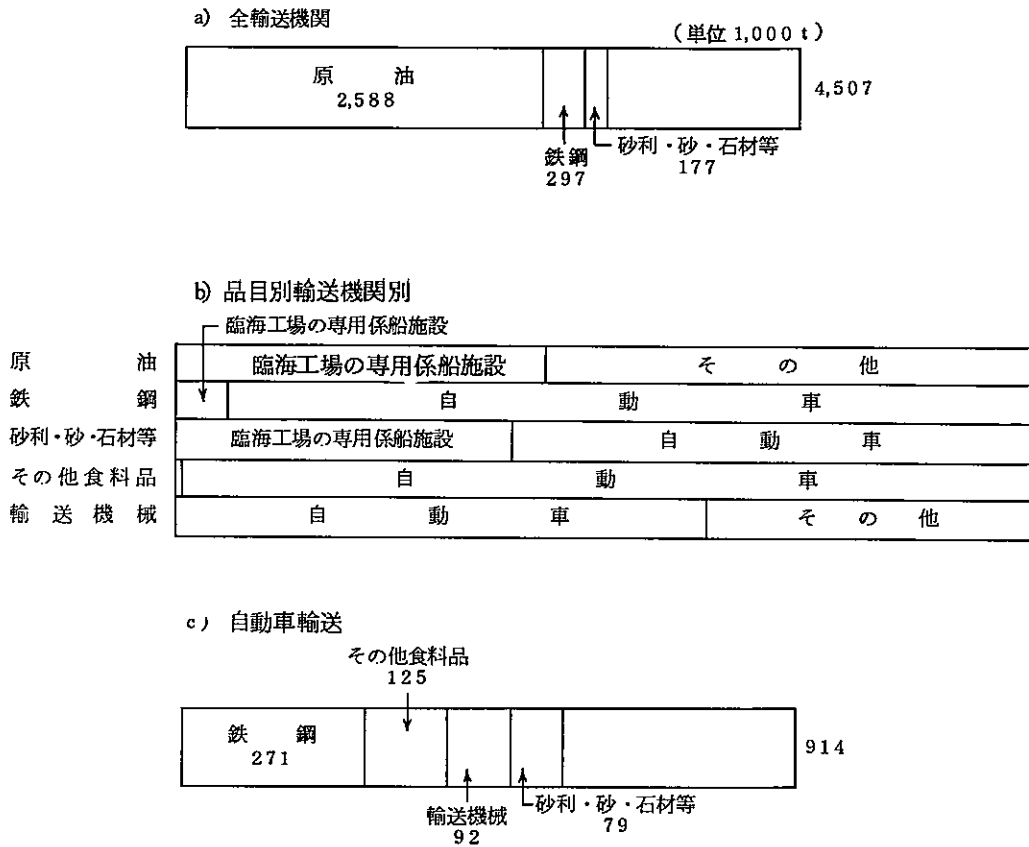 a) 全輸送機関
(単位 1,000 t)
原油
2,588
4,507
鉄鋼
297
砂利・砂・石材等
177
b) 品目別輸送機関別
臨海工場の専用係船施設
原油 臨海工場の専用係船施設 その他
鉄鋼 自動車
砂利・砂・石材等 臨海工場の専用係船施設 自動車
その他食料品 自動車
輸送機械 自動車 その他
c) 自動車輸送
その他食料品
125
鉄鋼
271
914
輸送機械
92
砂利・砂・石材等
79